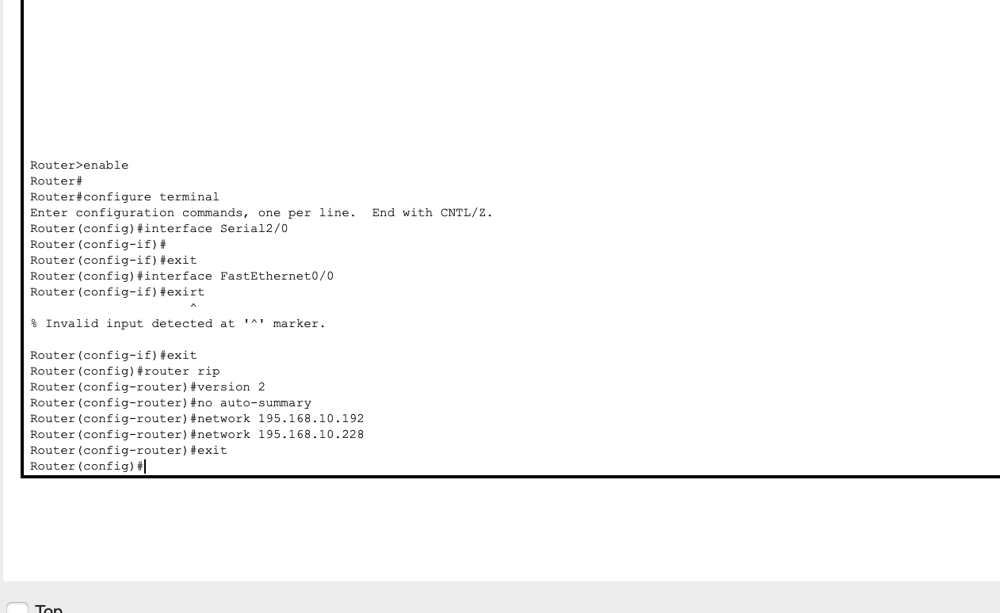 Router>enable
Router#
Router#configure terminal
Enter configuration commands, one per line.  End with CNTL/Z.
Router(config)#interface Serial2/0
Router(config-if)#
Router(config-if)#exit
Router(config)#interface FastEthernet0/0
Router(config-if)#exirt
^
% Invalid input detected at '^' marker.
Router(config-if)#exit
Router(config)#router rip
Router(config-router)#version 2
Router(config-router)#no auto-summary
Router(config-router)#network 195.168.10.192
Router(config-router)#network 195.168.10.228
Router(config-router)#exit
Router(config)#
Top